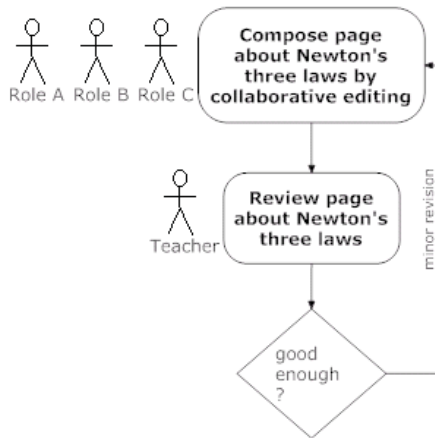 Compose page
about Newton's
three laws by
collaborative editing
Role A Role B Role C
Review page
about Newton's
three laws
Teacher
minor revision
good
enough
?